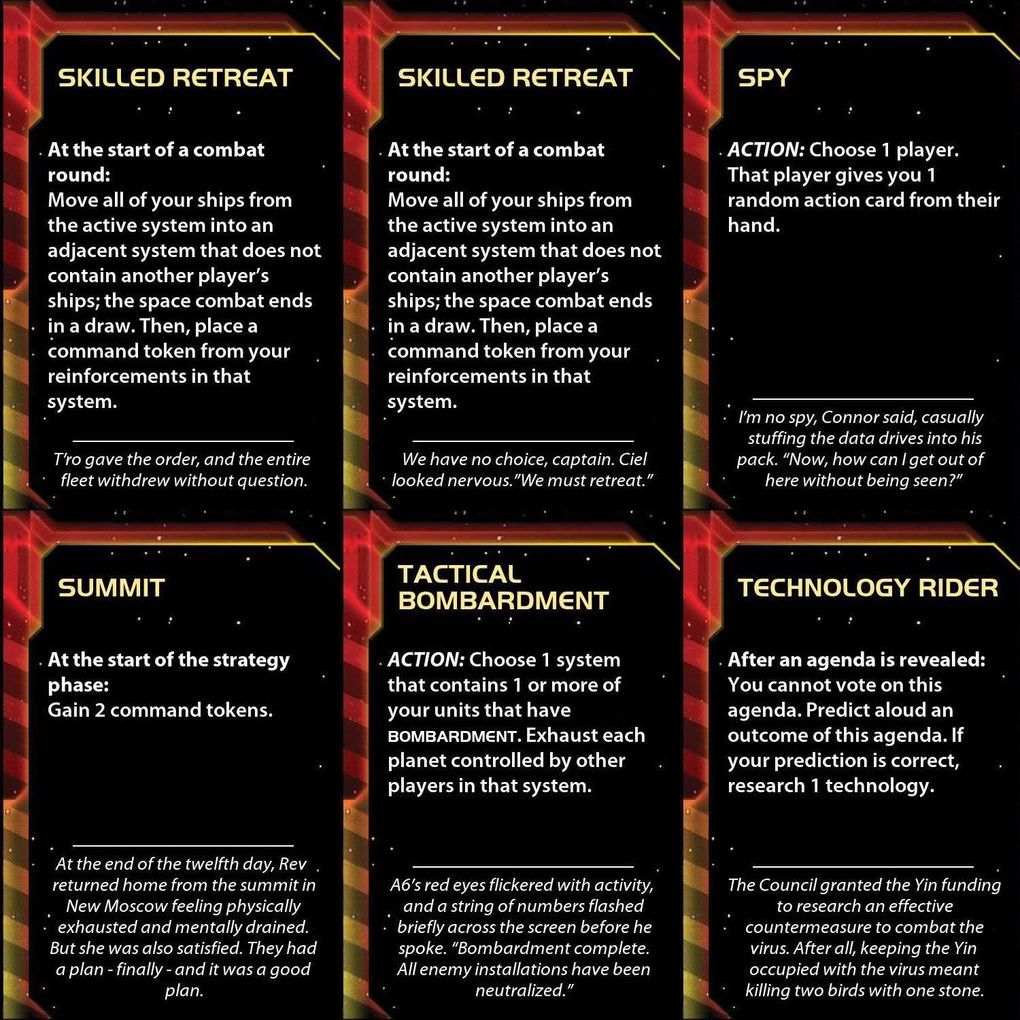 SKILLED RETREAT
At the start of a combat
round:
Move all of your ships from
the active system into an
adjacent system that does not
contain another player's
ships; the space combat ends
in a draw. Then, place a
command token from your
reinforcements in that
system.
T'ro gave the order, and the entire
fleet withdrew without question.
SKILLED RETREAT
At the start of a combat
round:
Move all of your ships from
the active system into an
adjacent system that does not
contain another player's
ships; the space combat ends
in a draw. Then, place a
command token from your
reinforcements in that
system.
We have no choice, captain. Ciel
looked nervous."We must retreat."
SPY
ACTION: Choose 1 player.
That player gives you 1
random action card from their
hand.
I'm no spy, Connor said, casually
stuffing the data drives into his
pack. "Now, how can I get out of
here without being seen?"
SUMMIT
At the start of the strategy
phase:
Gain 2 command tokens.
At the end of the twelfth day, Rev
returned home from the summit in
New Moscow feeling physically
exhausted and mentally drained.
But she was also satisfied. They had
a plan - finally - and it was a good
plan.
TACTICAL
BOMBARDMENT
ACTION: Choose 1 system
that contains 1 or more of
your units that have
BOMBARDMENT. Exhaust each
planet controlled by other
players in that system.
A6's red eyes flickered with activity,
and a string of numbers flashed
briefly across the screen before he
spoke. "Bombardment complete.
All enemy installations have been
neutralized."
TECHNOLOGY RIDER
After an agenda is revealed:
You cannot vote on this
agenda. Predict aloud an
outcome of this agenda. If
your prediction is correct,
research 1 technology.
The Council granted the Yin funding
to research an effective
countermeasure to combat the
virus. After all, keeping the Yin
occupied with the virus meant
killing two birds with one stone.